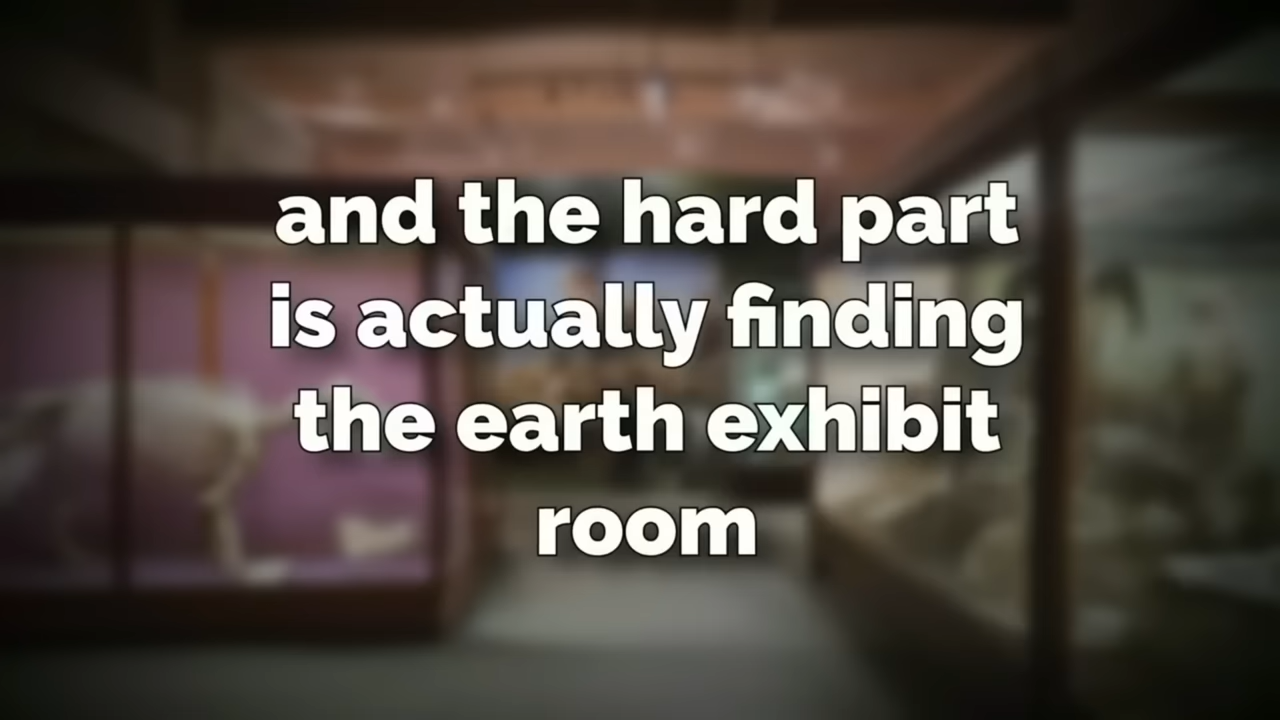 and the hard part
is actually finding
the earth exhibit
room